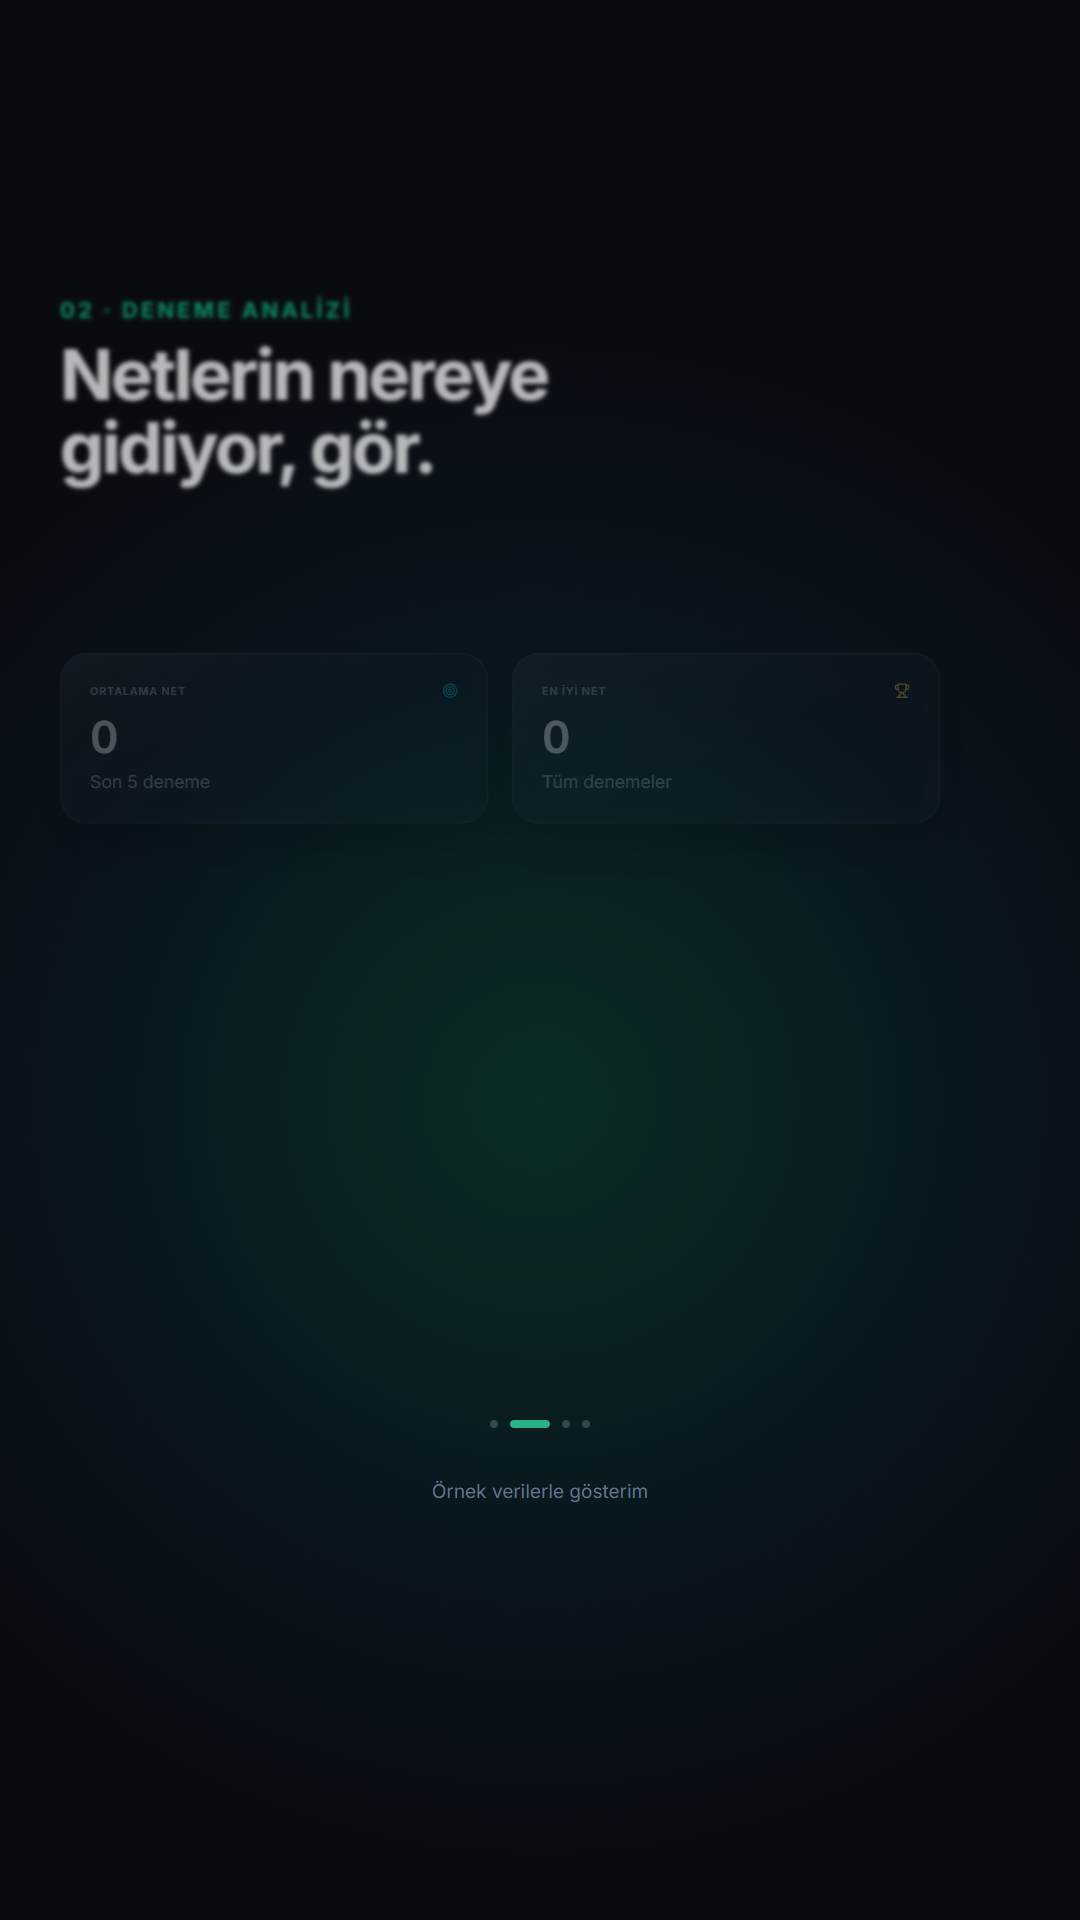 02 · DENEME ANALİZİ
Netlerin nereye
gidiyor, gör.
ORTALAMA NET
0
Son 5 deneme
EN İYİ NET
0
Tüm denemeler
Örnek verilerle gösterim